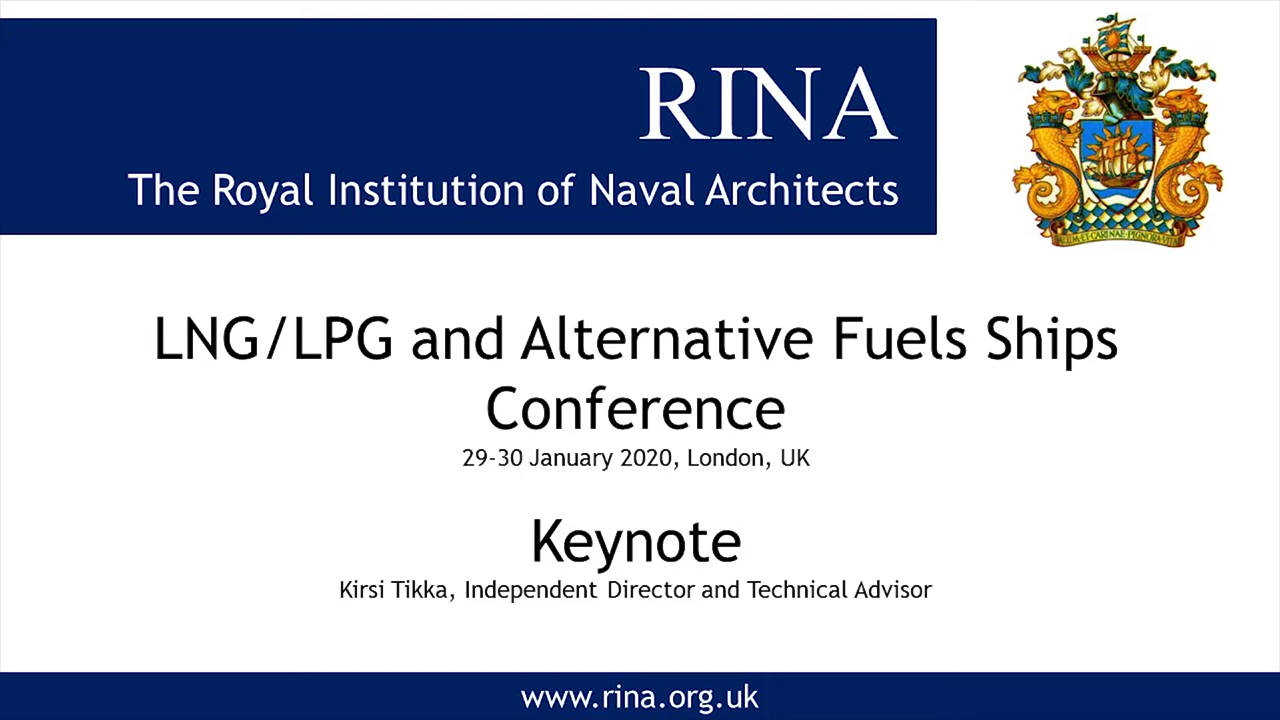 RINA
The Royal Institution of Naval Architects
LNG/LPG and Alternative Fuels Ships
Conference
29-30 January 2020, London, UK
Keynote
Kirsi Tikka, Independent Director and Technical Advisor
www.rina.org.uk